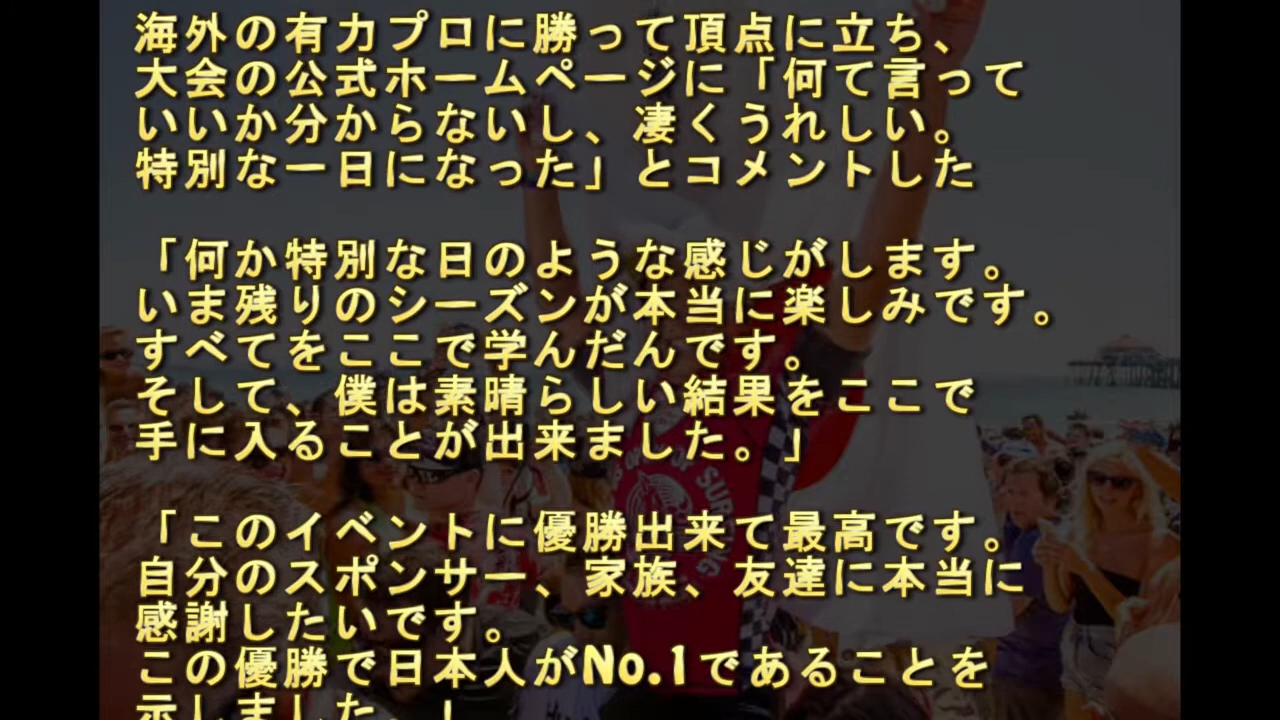 海外の有力プロに勝って頂点に立ち、
大会の公式ホームページに「何て言って
いいか分からないし、凄くうれしい。
特別な一日になった」とコメントした
「何か特別な日のような感じがします。
いま残りのシーズンが本当に楽しみです。
すべてをここで学んだんです。
そして、僕は素晴らしい結果をここで
手に入ることが出来ました。」
「このイベントに優勝出来て最高です。
自分のスポンサー、家族、友達に本当に
感謝したいです。
この優勝で日本人がNo.1であることを
示しました。」